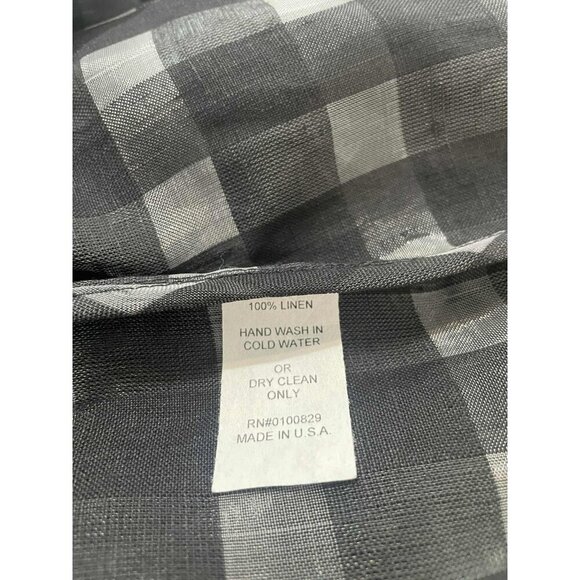 100% LINEN
HAND WASH IN
COLD WATER
OR
DRY CLEAN
ONLY
RN#0100829
MADE IN U.S.A.